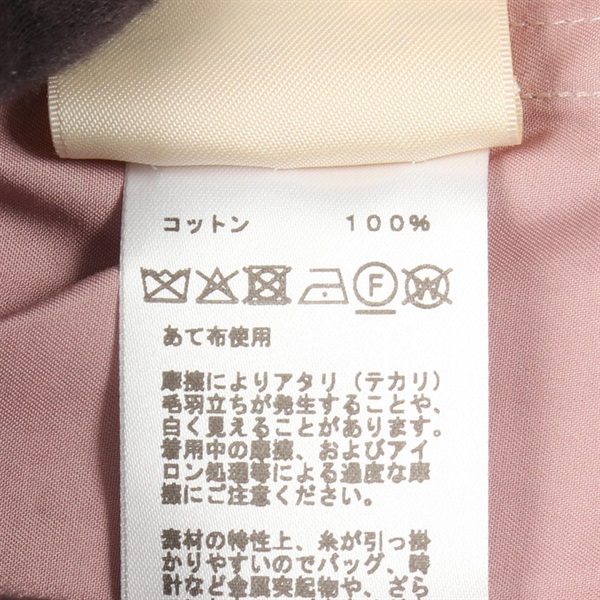 コットン 100%
F W
あて布使用
摩擦によりアタリ（テカリ）
毛羽立ちが発生することや、
白く見えることがあります。
着用中の摩擦、およびアイ
ロン処理等による過度な摩
擦にご注意ください。
素材の特性上、糸が引っ掛
かりやすいのでバッグ、時
計など金属突起物や、ざら